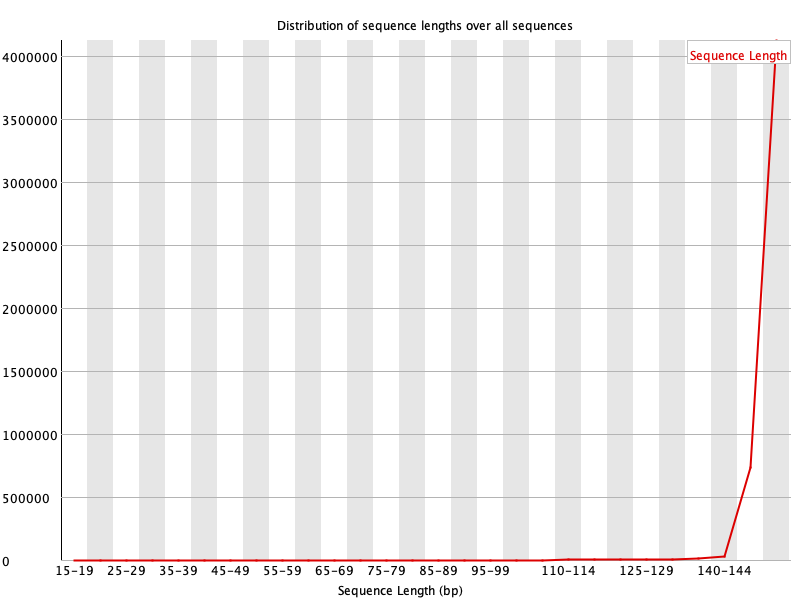 Distribution of sequence lengths over all sequences
Sequence Length
4000000
3500000
3000000
2500000
2000000
1500000
1000000
500000
0
15-19 25-29 35-39 45-49 55-59 65-69 75-79 85-89 95-99 110-114 125-129 140-144
Sequence Length (bp)